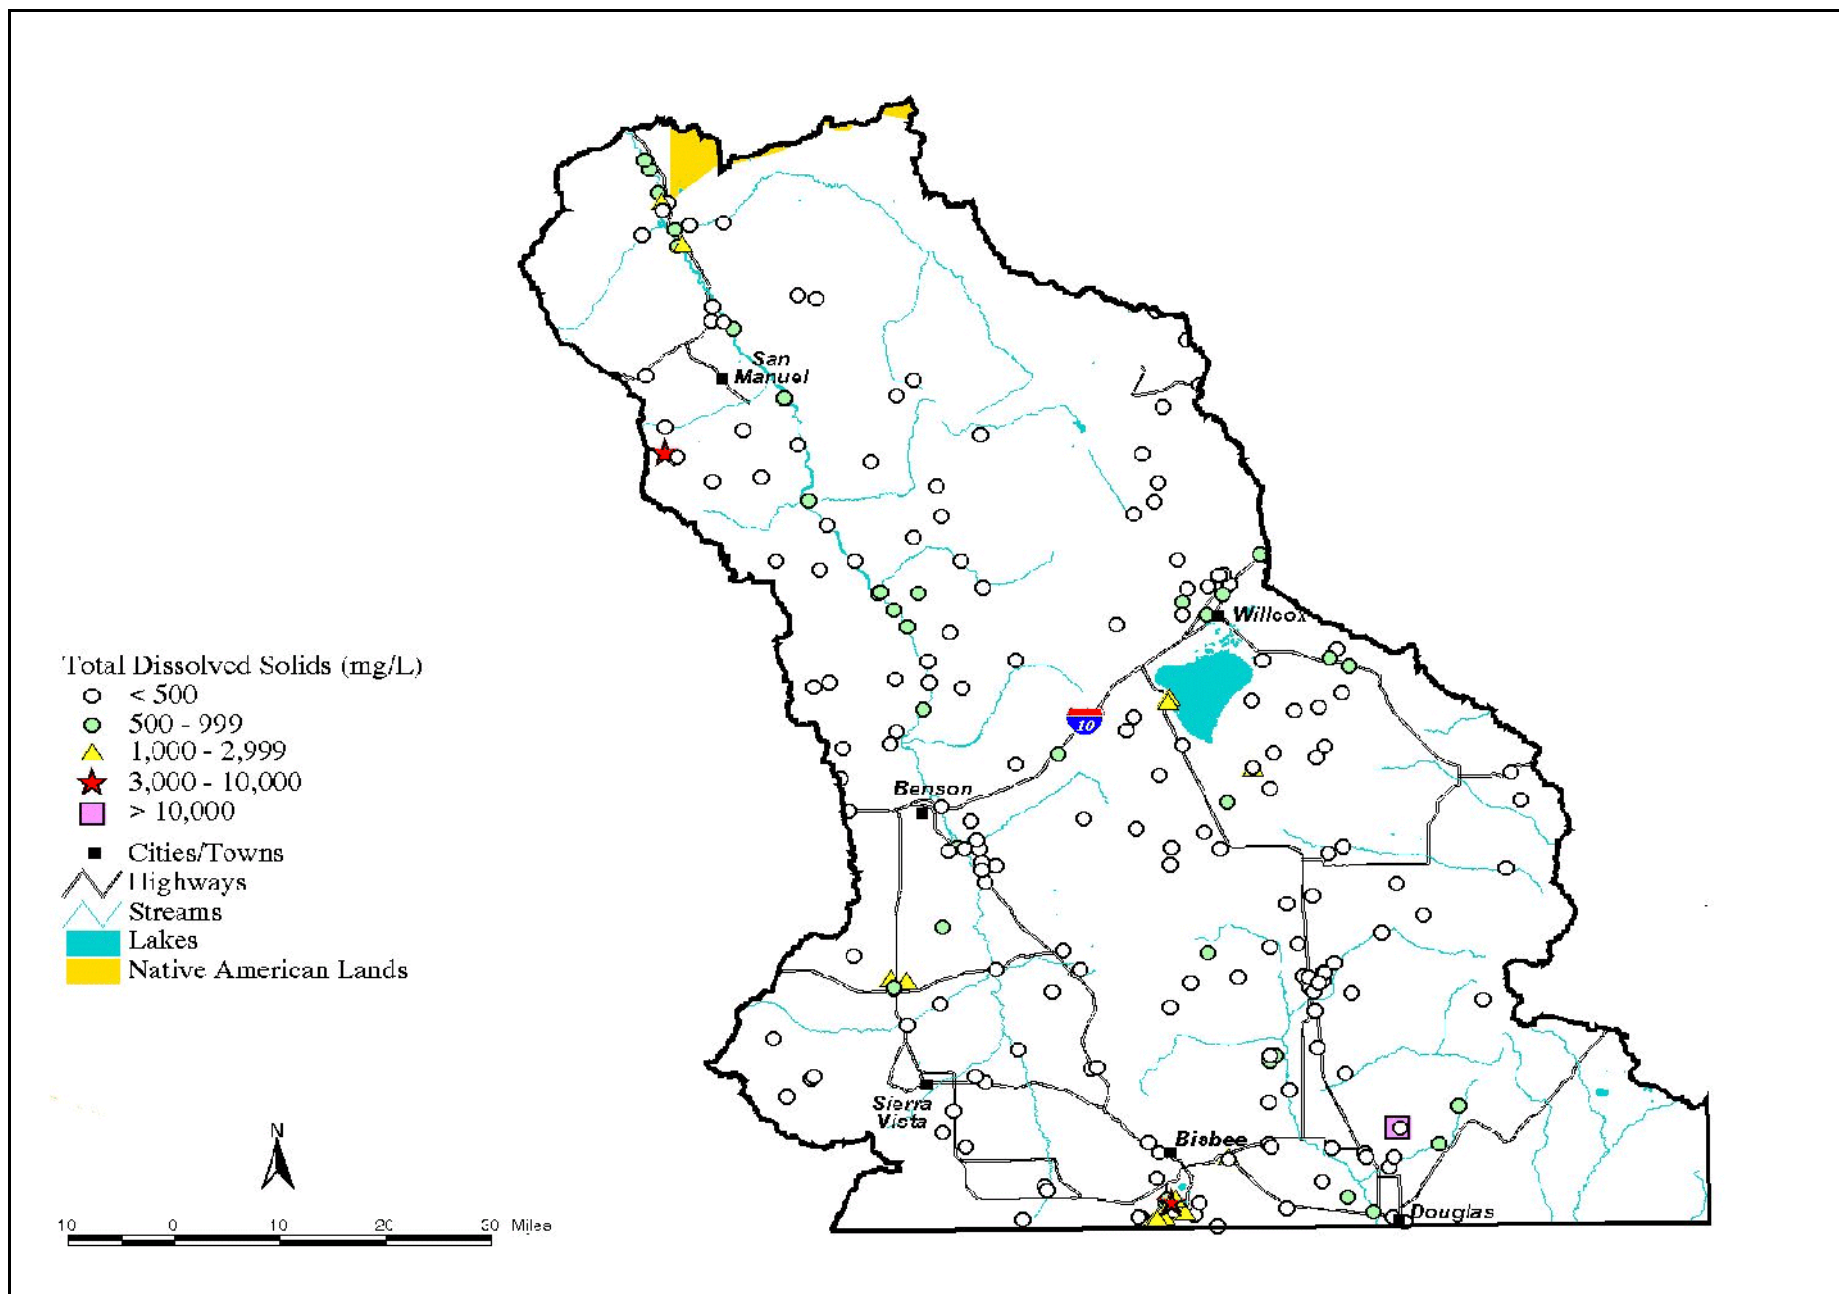 San
Manuel
Willcox
Total Dissolved Solids (mg/L)
< 500
500 - 999
10
1,000 - 2,999
3,000 - 10,000
Benson
> 10,000
Cities/Towns
Highways
Streams
Lakes
Native American Lands
Sierra
Vista
N
Bisbee
Douglas
10 0 10 20 30 Miles